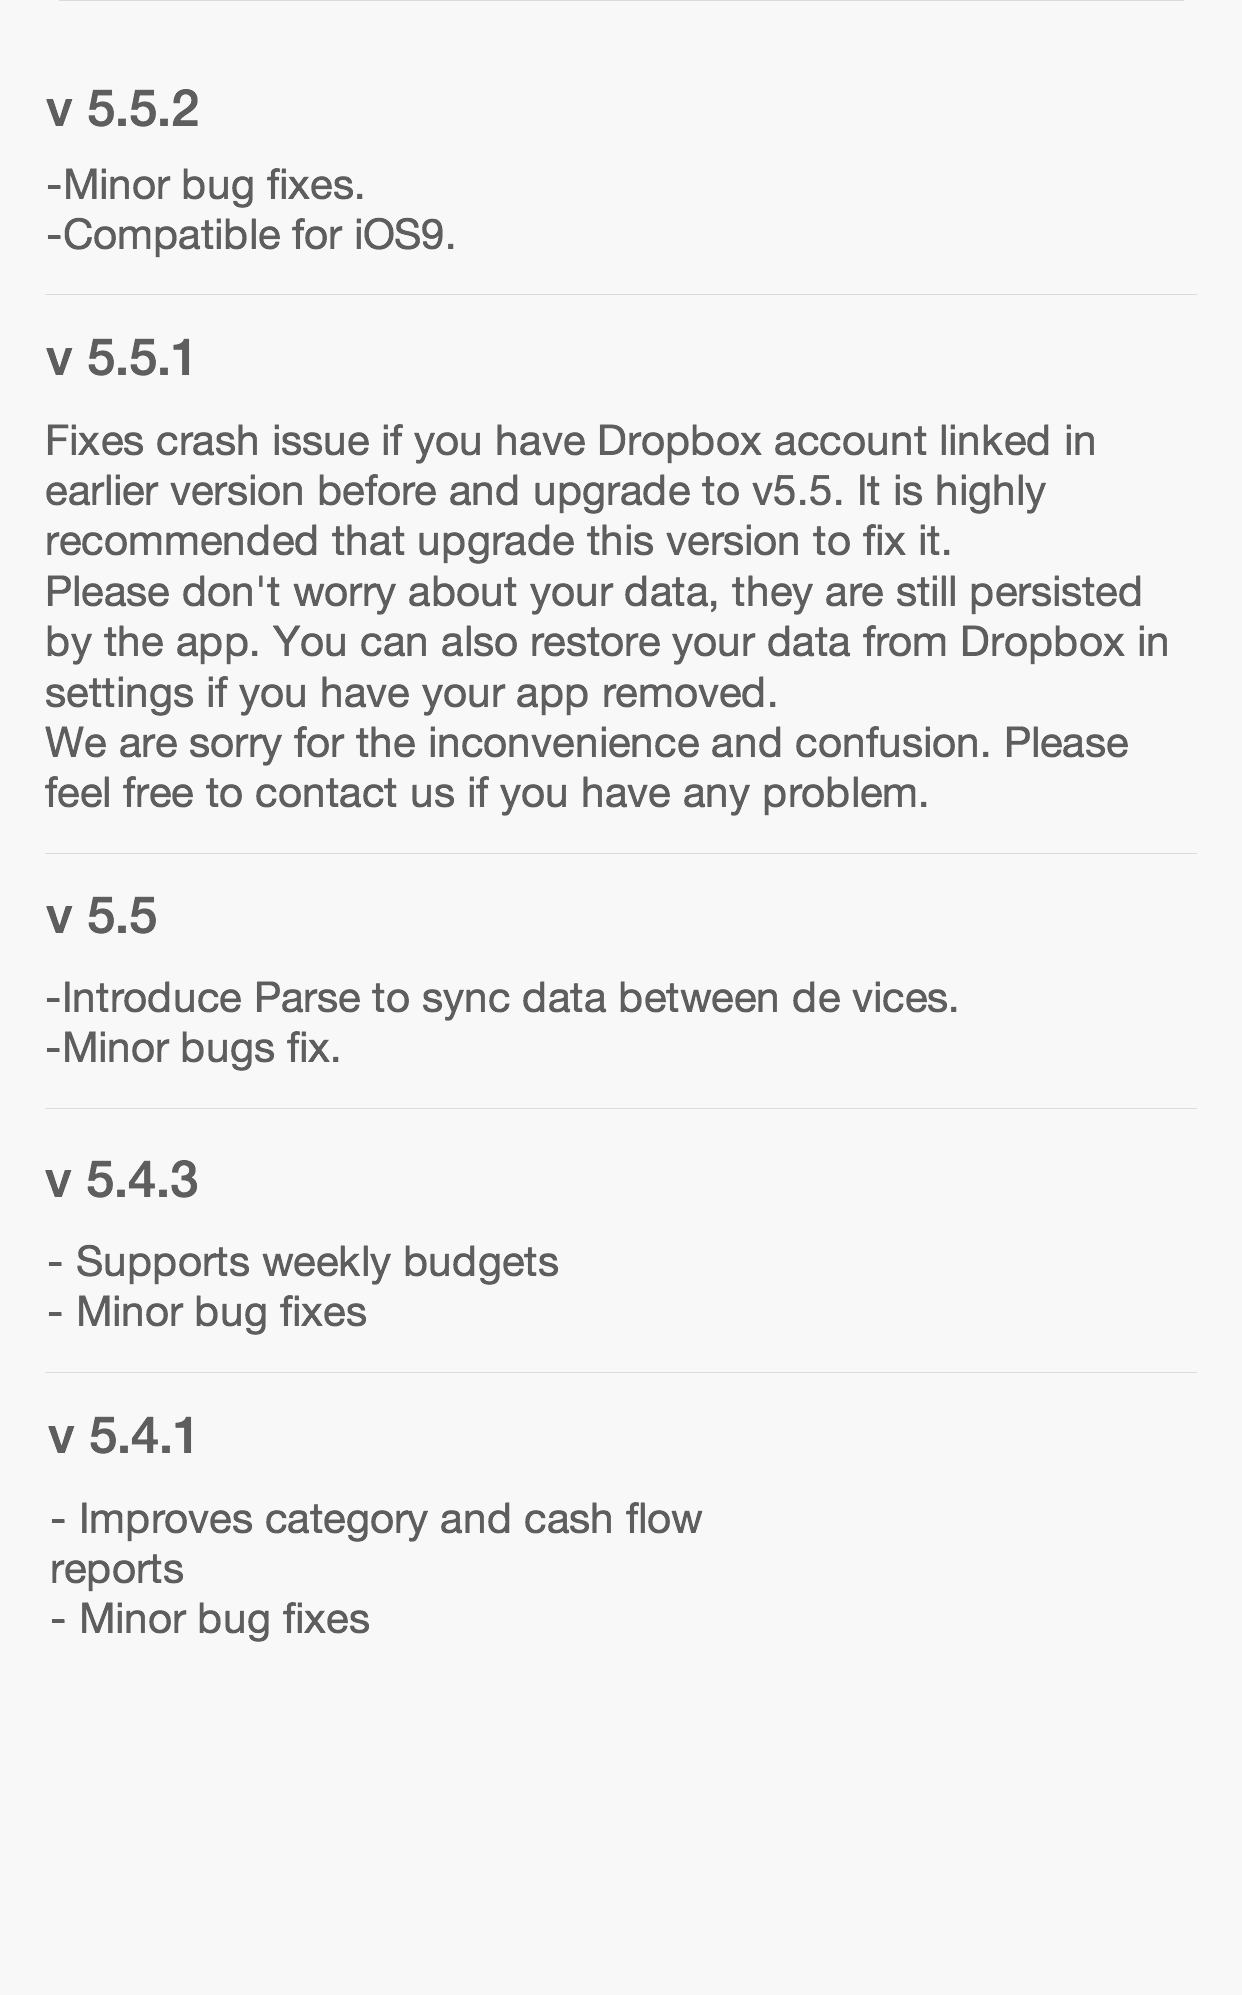 v 5.5.2
-Minor bug fixes.
-Compatible for iOS9.
v 5.5.1
Fixes crash issue if you have Dropbox account linked in
earlier version before and upgrade to v5.5. It is highly
recommended that upgrade this version to fix it.
Please don't worry about your data, they are still persisted
by the app. You can also restore your data from Dropbox in
settings if you have your app removed.
We are sorry for the inconvenience and confusion. Please
feel free to contact us if you have any problem.
v 5.5
-Introduce Parse to sync data between de vices.
-Minor bugs fix.
v 5.4.3
- Supports weekly budgets
- Minor bug fixes
v 5.4.1
- Improves category and cash flow
reports
- Minor bug fixes